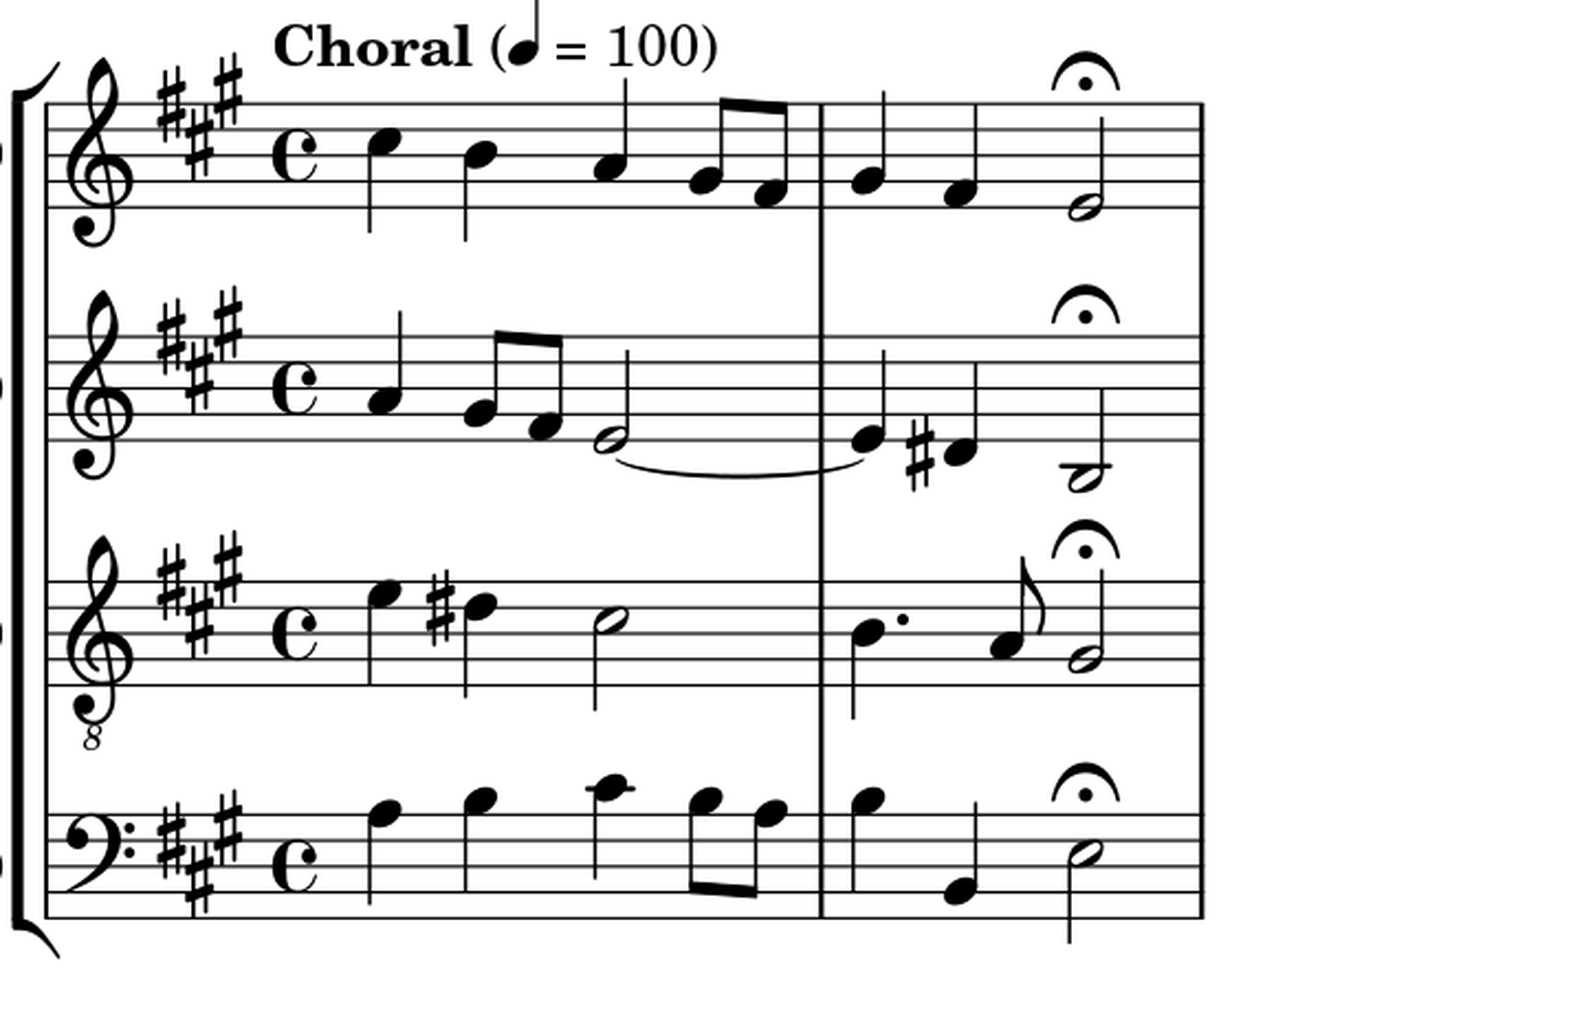 Choral (♩ = 100)
8